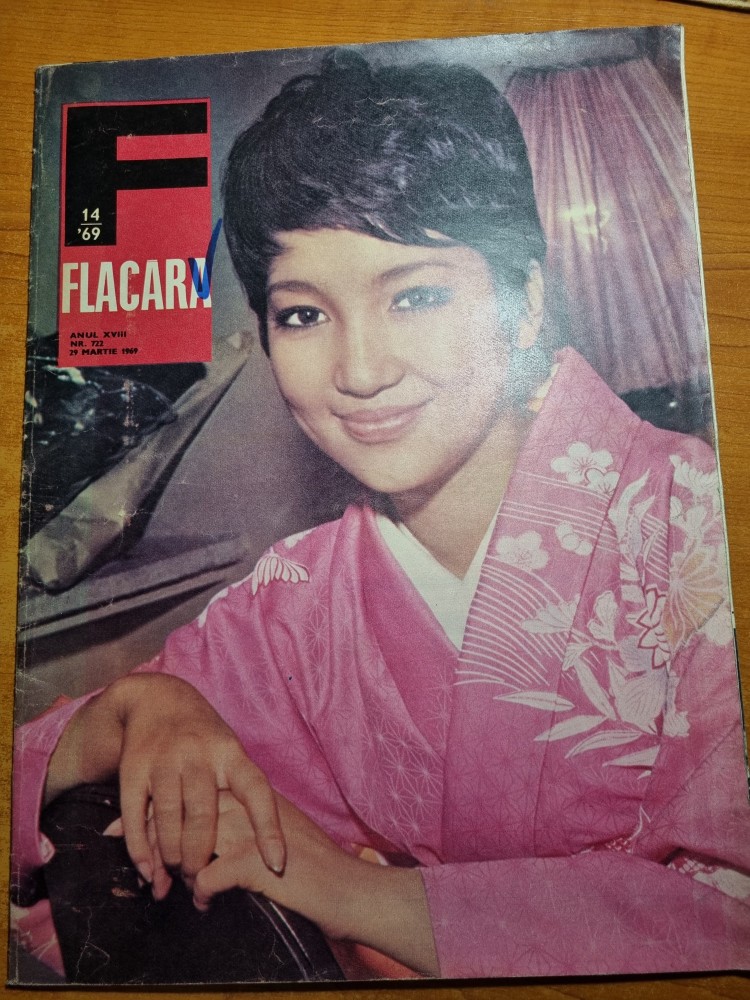 F
14
'69
FLACARA
ANUL XVIII
NR. 722
29 MARTIE 1969